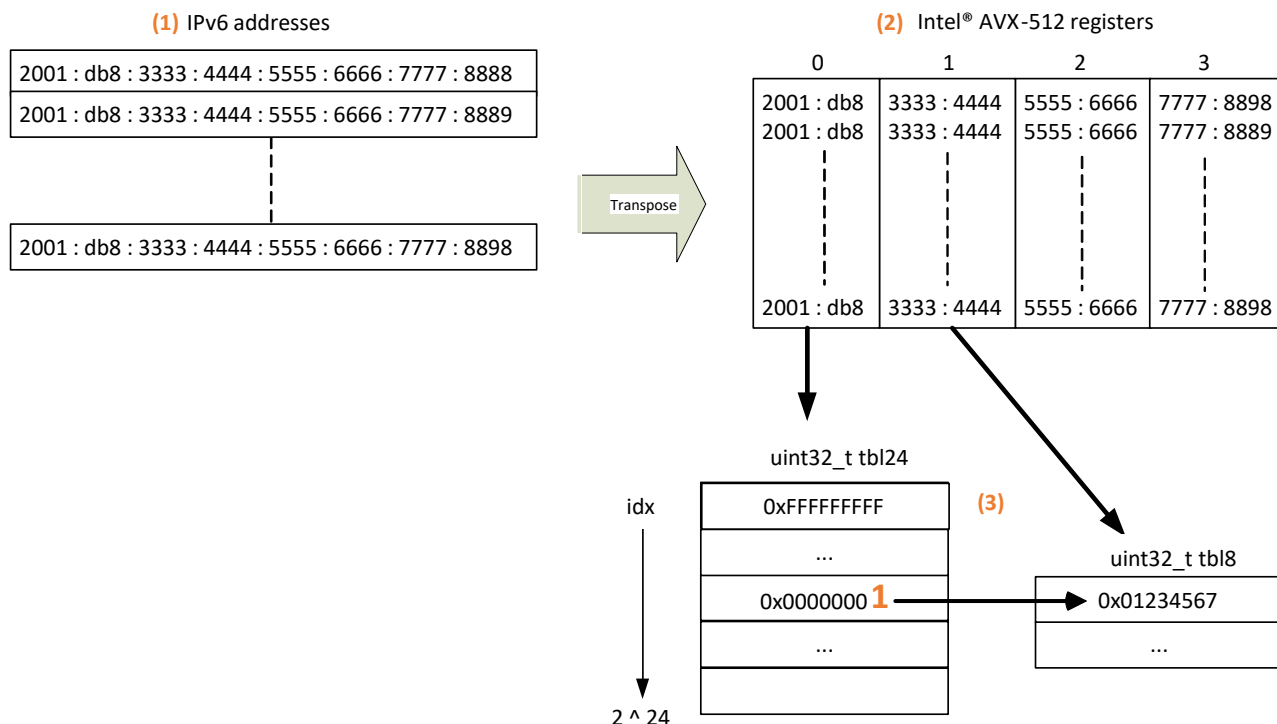 (1) IPv6 addresses
2001 : db8 : 3333 : 4444 : 5555 : 6666 : 7777 : 8888
2001 : db8 : 3333 : 4444 : 5555 : 6666 : 7777 : 8889
2001 : db8 : 3333 : 4444 : 5555 : 6666 : 7777 : 8898
Transpose
(2) Intel® AVX-512 registers
0 1 2 3
2001 : db8 3333 : 4444 5555 : 6666 7777 : 8898
2001 : db8 3333 : 4444 5555 : 6666 7777 : 8889
2001 : db8 3333 : 4444 5555 : 6666 7777 : 8898
uint32_t tbl24
idx
0xFFFFFFFFF
(3)
...
0x0000000 1
...
2 ^ 24
uint32_t tbl8
0x01234567
...